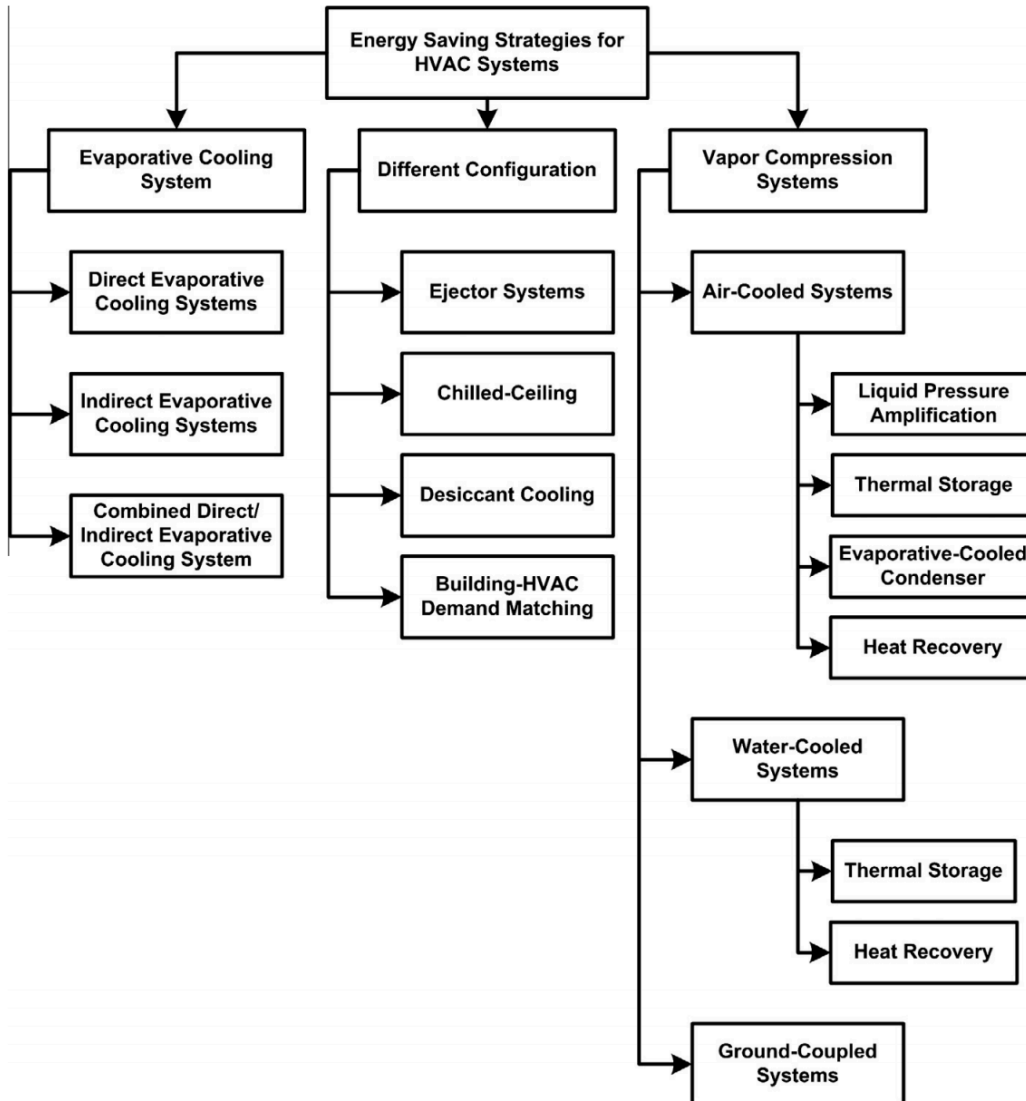 Energy Saving Strategies for
HVAC Systems
Evaporative Cooling
System
Direct Evaporative
Cooling Systems
Indirect Evaporative
Cooling Systems
Combined Direct/
Indirect Evaporative
Cooling System
Different Configuration
Ejector Systems
Chilled-Ceiling
Desiccant Cooling
Building-HVAC
Demand Matching
Vapor Compression
Systems
Air-Cooled Systems
Liquid Pressure
Amplification
Thermal Storage
Evaporative-Cooled
Condenser
Heat Recovery
Water-Cooled
Systems
Thermal Storage
Heat Recovery
Ground-Coupled
Systems